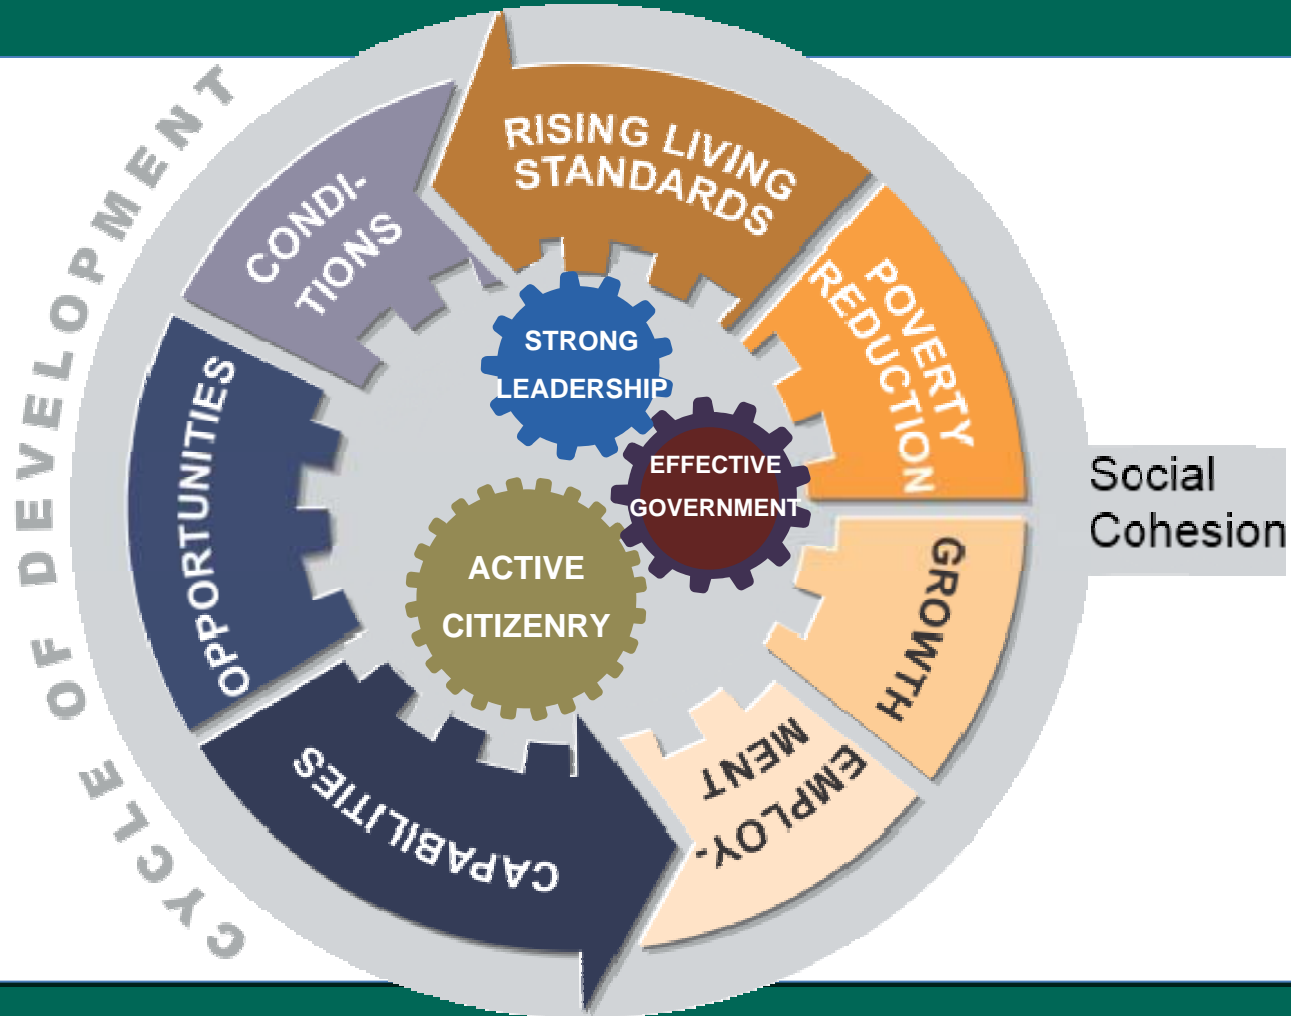 CYCLE OF DEVELOPMENT
RISING LIVING
STANDARDS
POVERTY
REDUCTION
GROWTH
EMPLOY-
MENT
CAPABILITIES
OPPORTUNITIES
CONDI-
TIONS
STRONG
LEADERSHIP
EFFECTIVE
GOVERNMENT
ACTIVE
CITIZENRY
Social
Cohesion